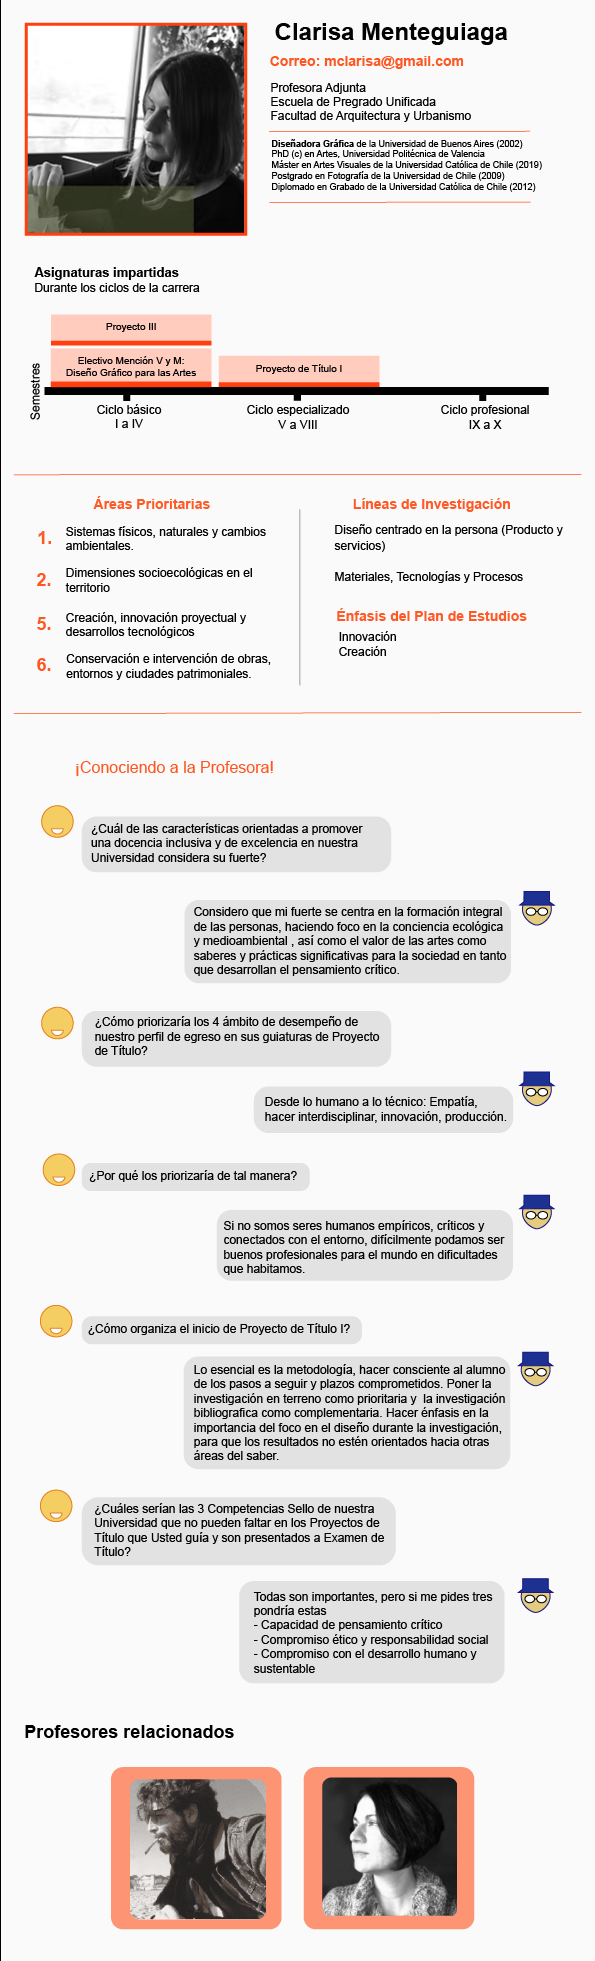 Clarisa Menteguiaga
Correo: mclarisa@gmail.com
Profesora Adjunta
Escuela de Pregrado Unificada
Facultad de Arquitectura y Urbanismo
Diseñadora Gráfica de la Universidad de Buenos Aires (2002)
PhD (c) en Artes, Universidad Politécnica de Valencia
Máster en Artes Visuales de la Universidad Católica de Chile (2019)
Postgrado en Fotografía de la Universidad de Chile (2009)
Diplomado en Grabado de la Universidad Católica de Chile (2012)
Asignaturas impartidas
Durante los ciclos de la carrera
Proyecto III
Electivo Mención V y M:
Diseño Gráfico para las Artes
Proyecto de Título I
Semestres
Ciclo básico
I a IV
Ciclo especializado
V a VIII
Ciclo profesional
IX a X
Áreas Prioritarias
1. Sistemas físicos, naturales y cambios
ambientales.
2. Dimensiones socioecológicas en el
territorio
5. Creación, innovación proyectual y
desarrollos tecnológicos
6. Conservación e intervención de obras,
entornos y ciudades patrimoniales.
Líneas de Investigación
Diseño centrado en la persona (Producto y
servicios)
Materiales, Tecnologías y Procesos
Énfasis del Plan de Estudios
Innovación
Creación
¡Conociendo a la Profesora!
¿Cuál de las características orientadas a promover
una docencia inclusiva y de excelencia en nuestra
Universidad considera su fuerte?
Considero que mi fuerte se centra en la formación integral
de las personas, haciendo foco en la conciencia ecológica
y medioambiental , así como el valor de las artes como
saberes y prácticas significativas para la sociedad en tanto
que desarrollan el pensamiento crítico.
¿Cómo priorizaría los 4 ámbito de desempeño de
nuestro perfil de egreso en sus guiaturas de Proyecto
de Título?
Desde lo humano a lo técnico: Empatía,
hacer interdisciplinar, innovación, producción.
¿Por qué los priorizaría de tal manera?
Si no somos seres humanos empíricos, críticos y
conectados con el entorno, difícilmente podamos ser
buenos profesionales para el mundo en dificultades
que habitamos.
¿Cómo organiza el inicio de Proyecto de Título I?
Lo esencial es la metodología, hacer consciente al alumno
de los pasos a seguir y plazos comprometidos. Poner la
investigación en terreno como prioritaria y  la investigación
bibliografica como complementaria. Hacer énfasis en la
importancia del foco en el diseño durante la investigación,
para que los resultados no estén orientados hacia otras
áreas del saber.
¿Cuáles serían las 3 Competencias Sello de nuestra
Universidad que no pueden faltar en los Proyectos de
Título que Usted guía y son presentados a Examen de
Título?
Todas son importantes, pero si me pides tres
pondría estas
- Capacidad de pensamiento crítico
- Compromiso ético y responsabilidad social
- Compromiso con el desarrollo humano y
sustentable
Profesores relacionados